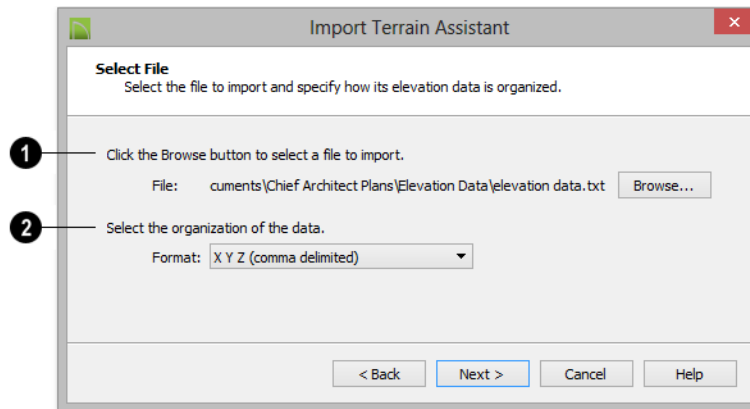 Import Terrain Assistant
Select File
Select the file to import and specify how its elevation data is organized.
1 Click the Browse button to select a file to import.
File: cuments\Chief Architect Plans\Elevation Data\elevation data.txt Browse...
2 Select the organization of the data.
Format: X Y Z (comma delimited)
< Back Next > Cancel Help